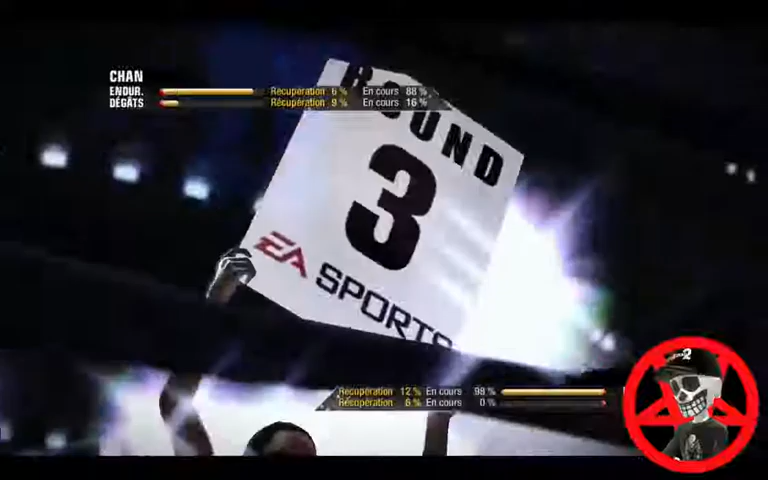 CHAN
ENDUR. Récupération 6 % En cours 88 %
DÉGÂTS Récupération 9 % En cours 16 %
ROUND
3
EA SPORTS
Récupération 12 % En cours 98 %
Récupération 6 % En cours 0 %